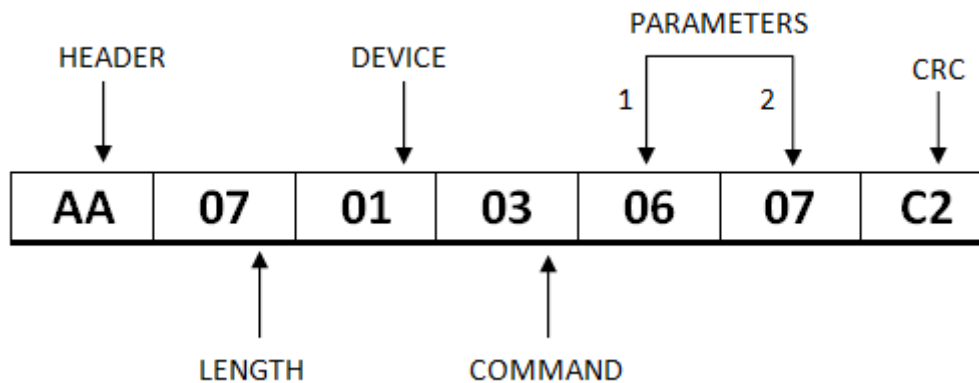 PARAMETERS
HEADER DEVICE CRC
1 2
AA 07 01 03 06 07 C2
LENGTH COMMAND